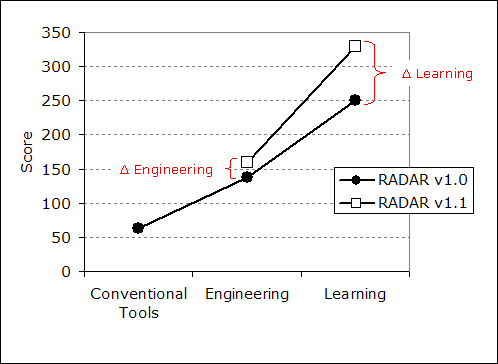 350
300
250
200
150
100
50
0
Score
Δ Learning
Δ Engineering
RADAR v1.0
RADAR v1.1
Conventional
Tools
Engineering
Learning